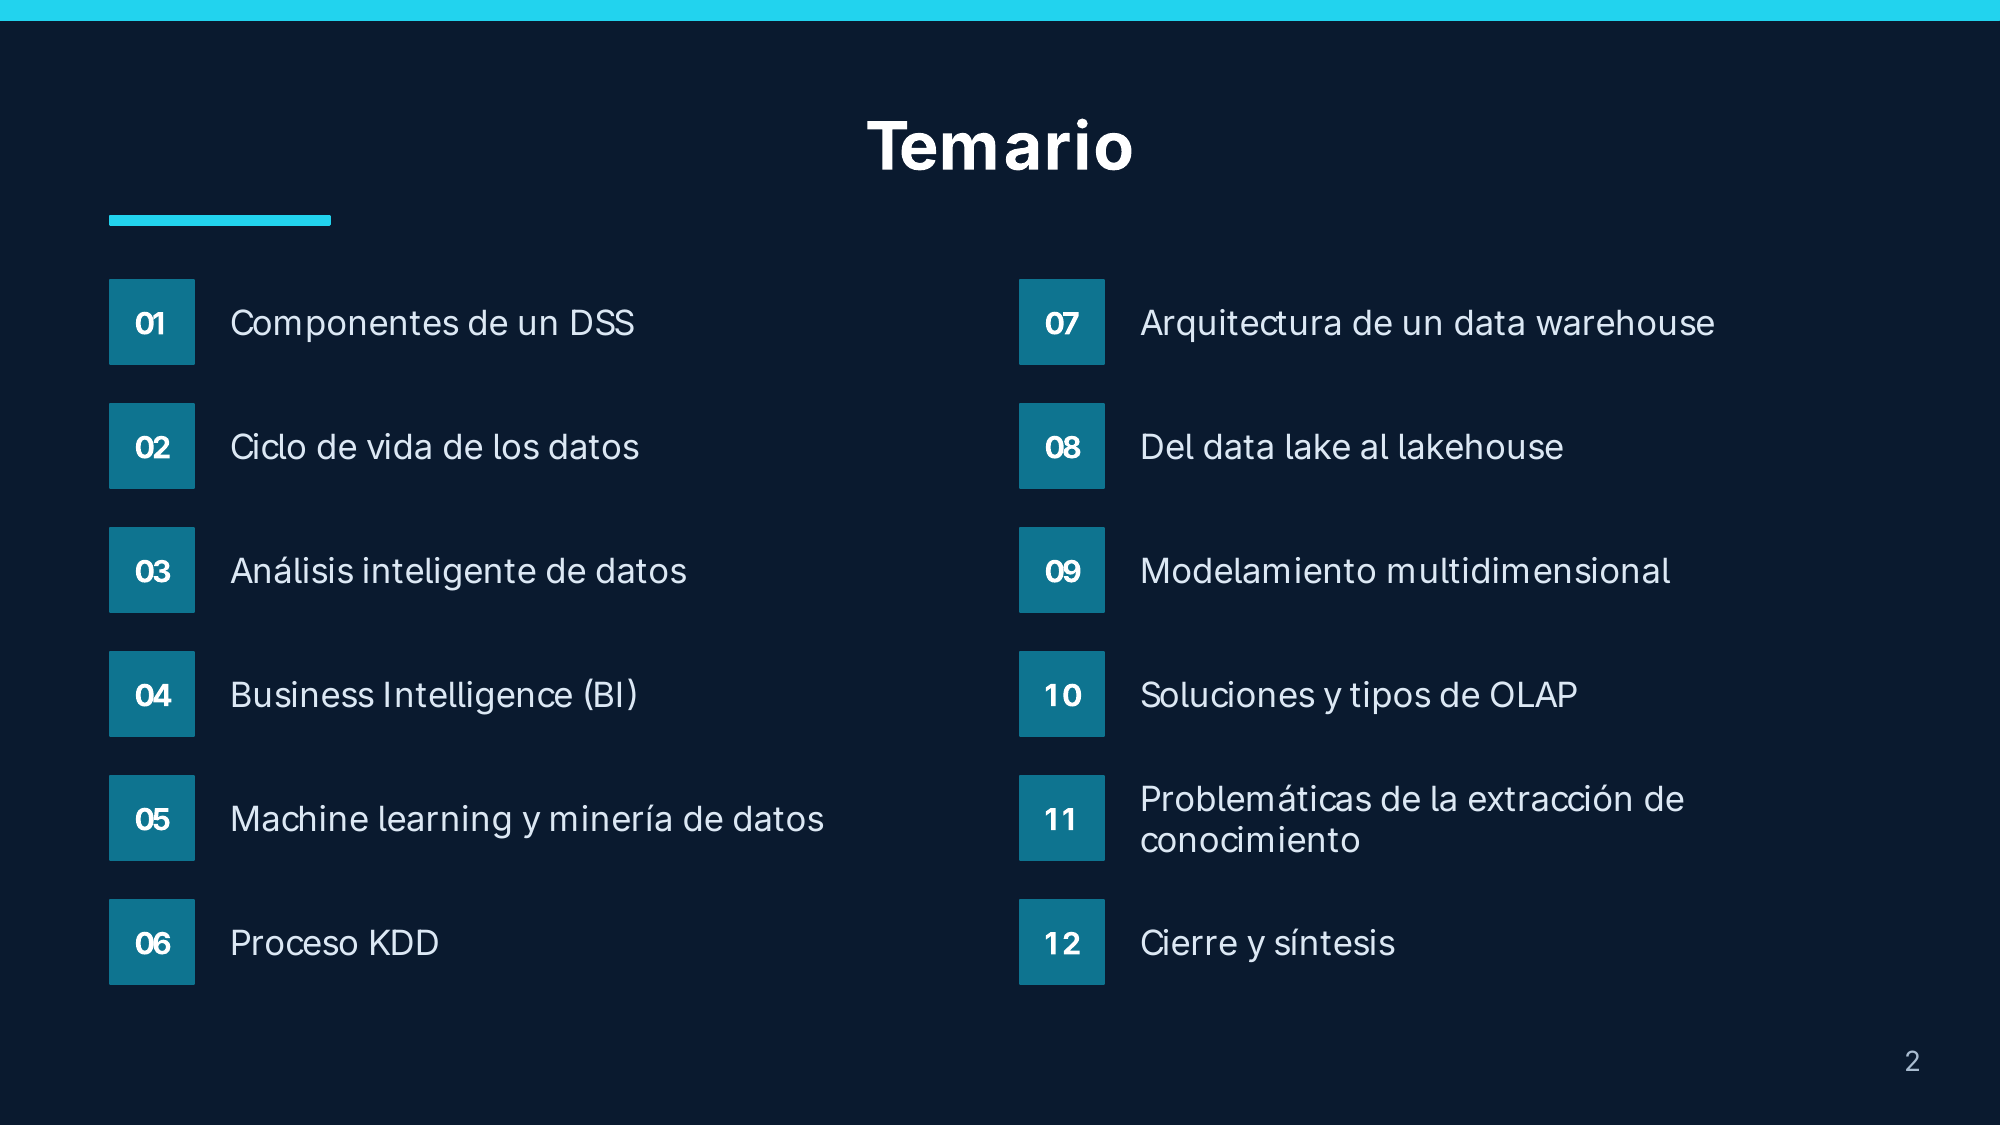 Temario
01 Componentes de un DSS
02 Ciclo de vida de los datos
03 Análisis inteligente de datos
04 Business Intelligence (BI)
05 Machine learning y minería de datos
06 Proceso KDD
07 Arquitectura de un data warehouse
08 Del data lake al lakehouse
09 Modelamiento multidimensional
10 Soluciones y tipos de OLAP
11 Problemáticas de la extracción de
conocimiento
12 Cierre y síntesis
2